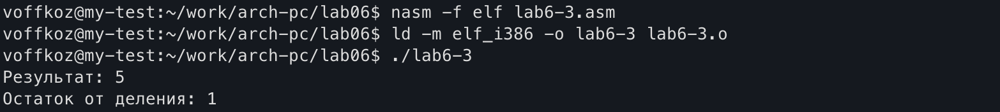 voffkoz@my-test:~/work/arch-pc/lab06$ nasm -f elf lab6-3.asm
voffkoz@my-test:~/work/arch-pc/lab06$ ld -m elf_i386 -o lab6-3 lab6-3.o
voffkoz@my-test:~/work/arch-pc/lab06$ ./lab6-3
Результат: 5
Остаток от деления: 1